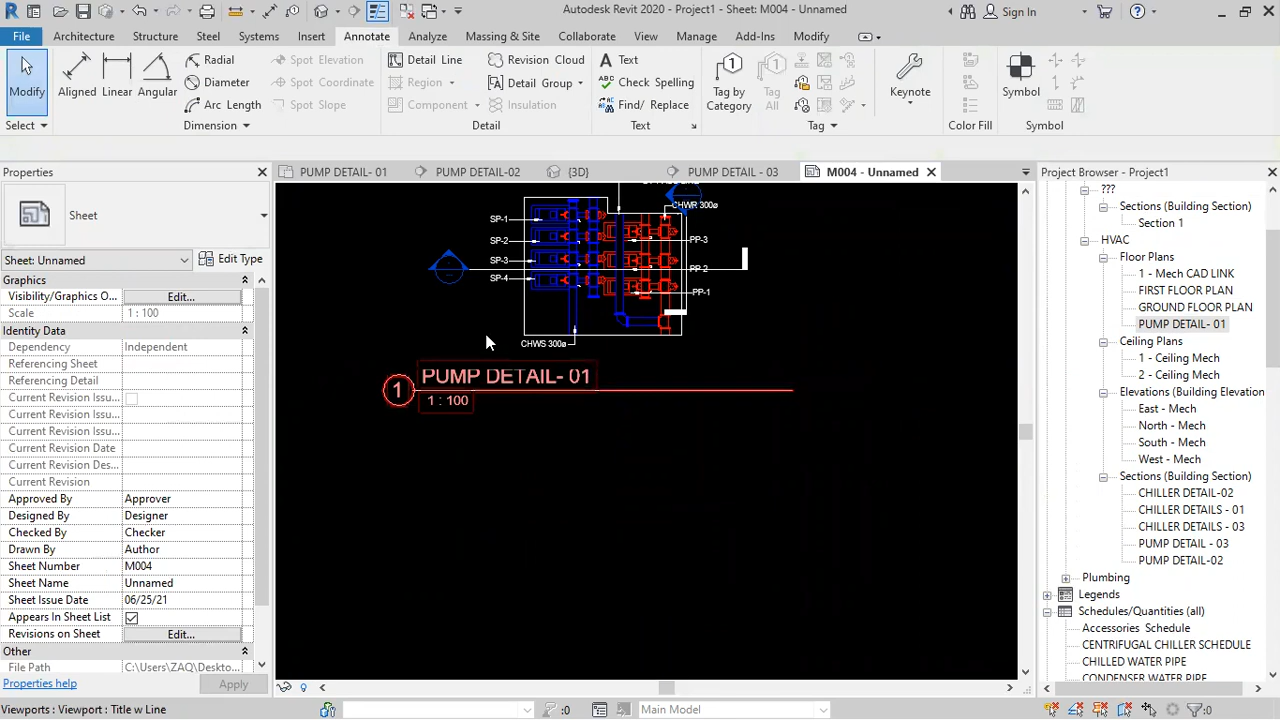 Autodesk Revit 2020 - Project1 - Sheet: M004 - Unnamed
Sign In
File
Architecture
Structure
Steel
Systems
Insert
Annotate
Analyze
Massing & Site
Collaborate
View
Manage
Add-Ins
Modify
Modify
Select
Aligned
Linear
Angular
Radial
Diameter
Arc Length
Spot Elevation
Spot Coordinate
Spot Slope
Dimension
Detail Line
Region
Component
Revision Cloud
Detail Group
Insulation
Detail
Text
Check Spelling
Find/ Replace
Text
Tag by Category
Tag All
Tag
Keynote
Color Fill
Symbol
Symbol
Properties
Sheet
Sheet: Unnamed
Edit Type
Graphics
Visibility/Graphics O... Edit...
Scale 1 : 100
Identity Data
Dependency Independent
Referencing Sheet
Referencing Detail
Current Revision Issu...
Current Revision Issu...
Current Revision Issu...
Current Revision Date
Current Revision Des...
Current Revision
Approved By Approver
Designed By Designer
Checked By Checker
Drawn By Author
Sheet Number M004
Sheet Name Unnamed
Sheet Issue Date 06/25/21
Appears In Sheet List
Revisions on Sheet Edit...
Other
File Path C:\Users\ZAQ\Deskto...
Properties help
Apply
PUMP DETAIL- 01
PUMP DETAIL-02
{3D}
PUMP DETAIL - 03
M004 - Unnamed
CHWR 300ø
SP-1
SP-2
SP-3
SP-4
PP-3
PP 2
PP-1
CHWS 300ø
1
PUMP DETAIL- 01
1 : 100
Project Browser - Project1
???
Sections (Building Section)
Section 1
HVAC
Floor Plans
1 - Mech CAD LINK
FIRST FLOOR PLAN
GROUND FLOOR PLAN
PUMP DETAIL- 01
Ceiling Plans
1 - Ceiling Mech
2 - Ceiling Mech
Elevations (Building Elevation
East - Mech
North - Mech
South - Mech
West - Mech
Sections (Building Section)
CHILLER DETAIL-02
CHILLER DETAILS - 01
CHILLER DETAILS - 03
PUMP DETAIL - 03
PUMP DETAIL-02
Plumbing
Legends
Schedules/Quantities (all)
Accessories Schedule
CENTRIFUGAL CHILLER SCHEDULE
CHILLED WATER PIPE
CONDENSER WATER PIPE
Viewports : Viewport : Title w Line
:0
Main Model
:0